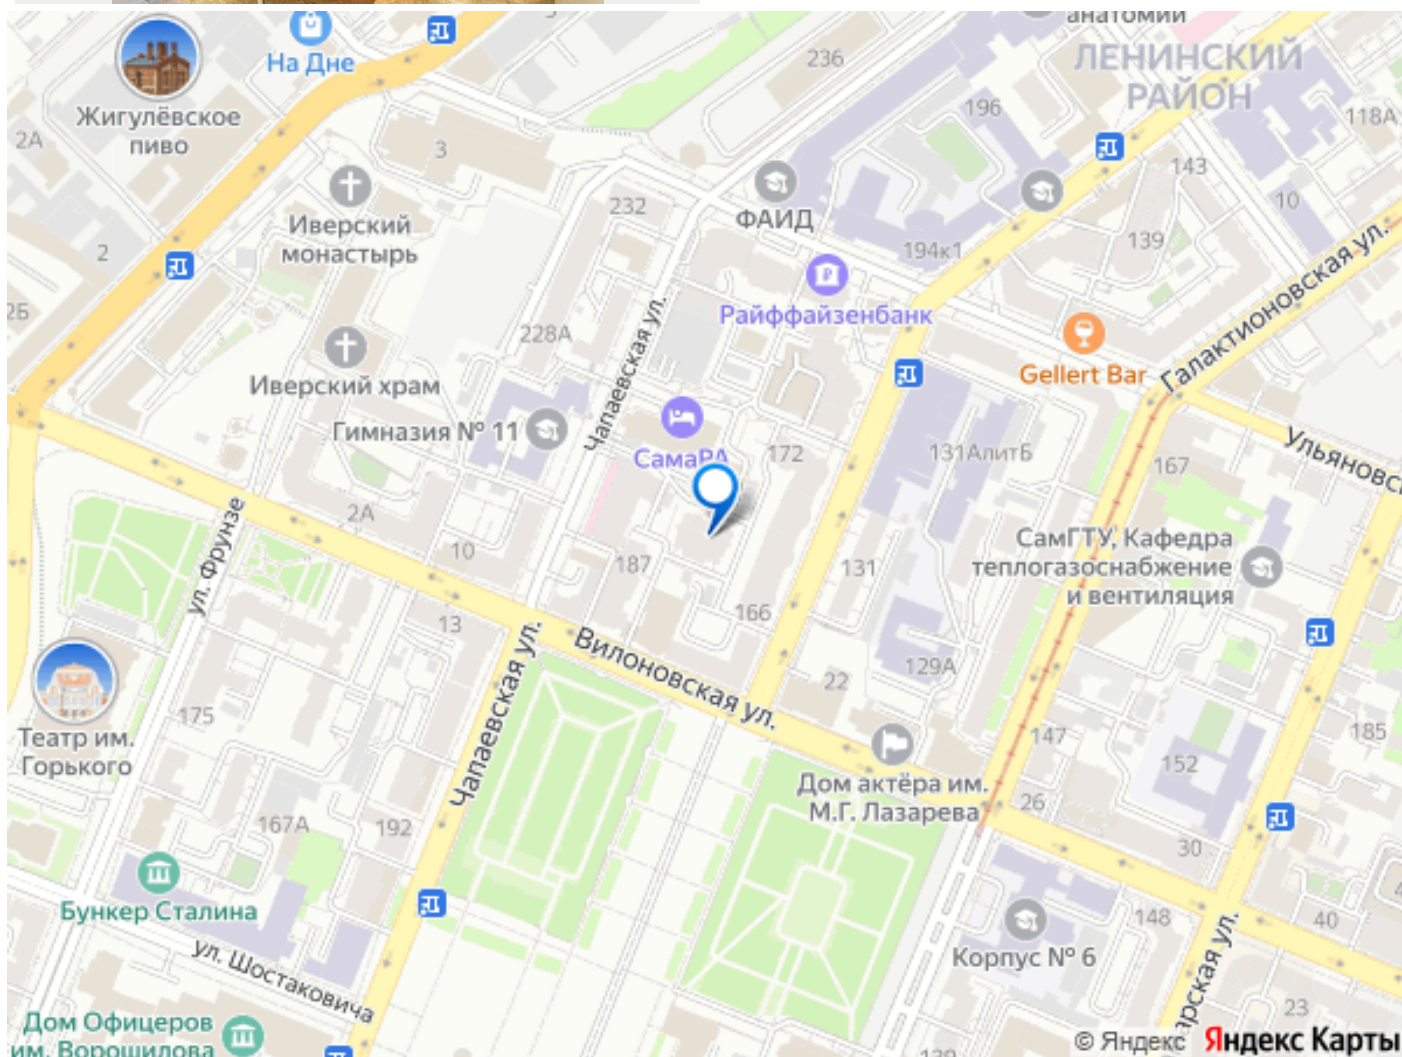 анатомии
На Дне
236
ЛЕНИНСКИЙ
РАЙОН
Жигулёвское
пиво
2А
3
196
118А
143
ФАИД
Иверский
монастырь
232
10
2
194к1
139
Галактионовская ул.
Райффайзенбанк
228А
Чапаевская ул.
Gellert Bar
Иверский храм
Гимназия № 11
СамаРА
172
131АлитБ
167
Ульяновс
2А
ул. Фрунзе
10
187
131
СамГТУ, Кафедра
теплогазоснабжение
и вентиляция
13
166
Вилоновская ул.
129А
22
175
Театр им.
Горького
Чапаевская ул.
147
185
152
Дом актёра им.
М.Г. Лазарева
26
167А
192
30
Бункер Сталина
148
40
Корпус № 6
ул. Шостаковича
арская ул.
23
Дом Офицеров
им. Ворошилова
© Яндекс Яндекс Карты